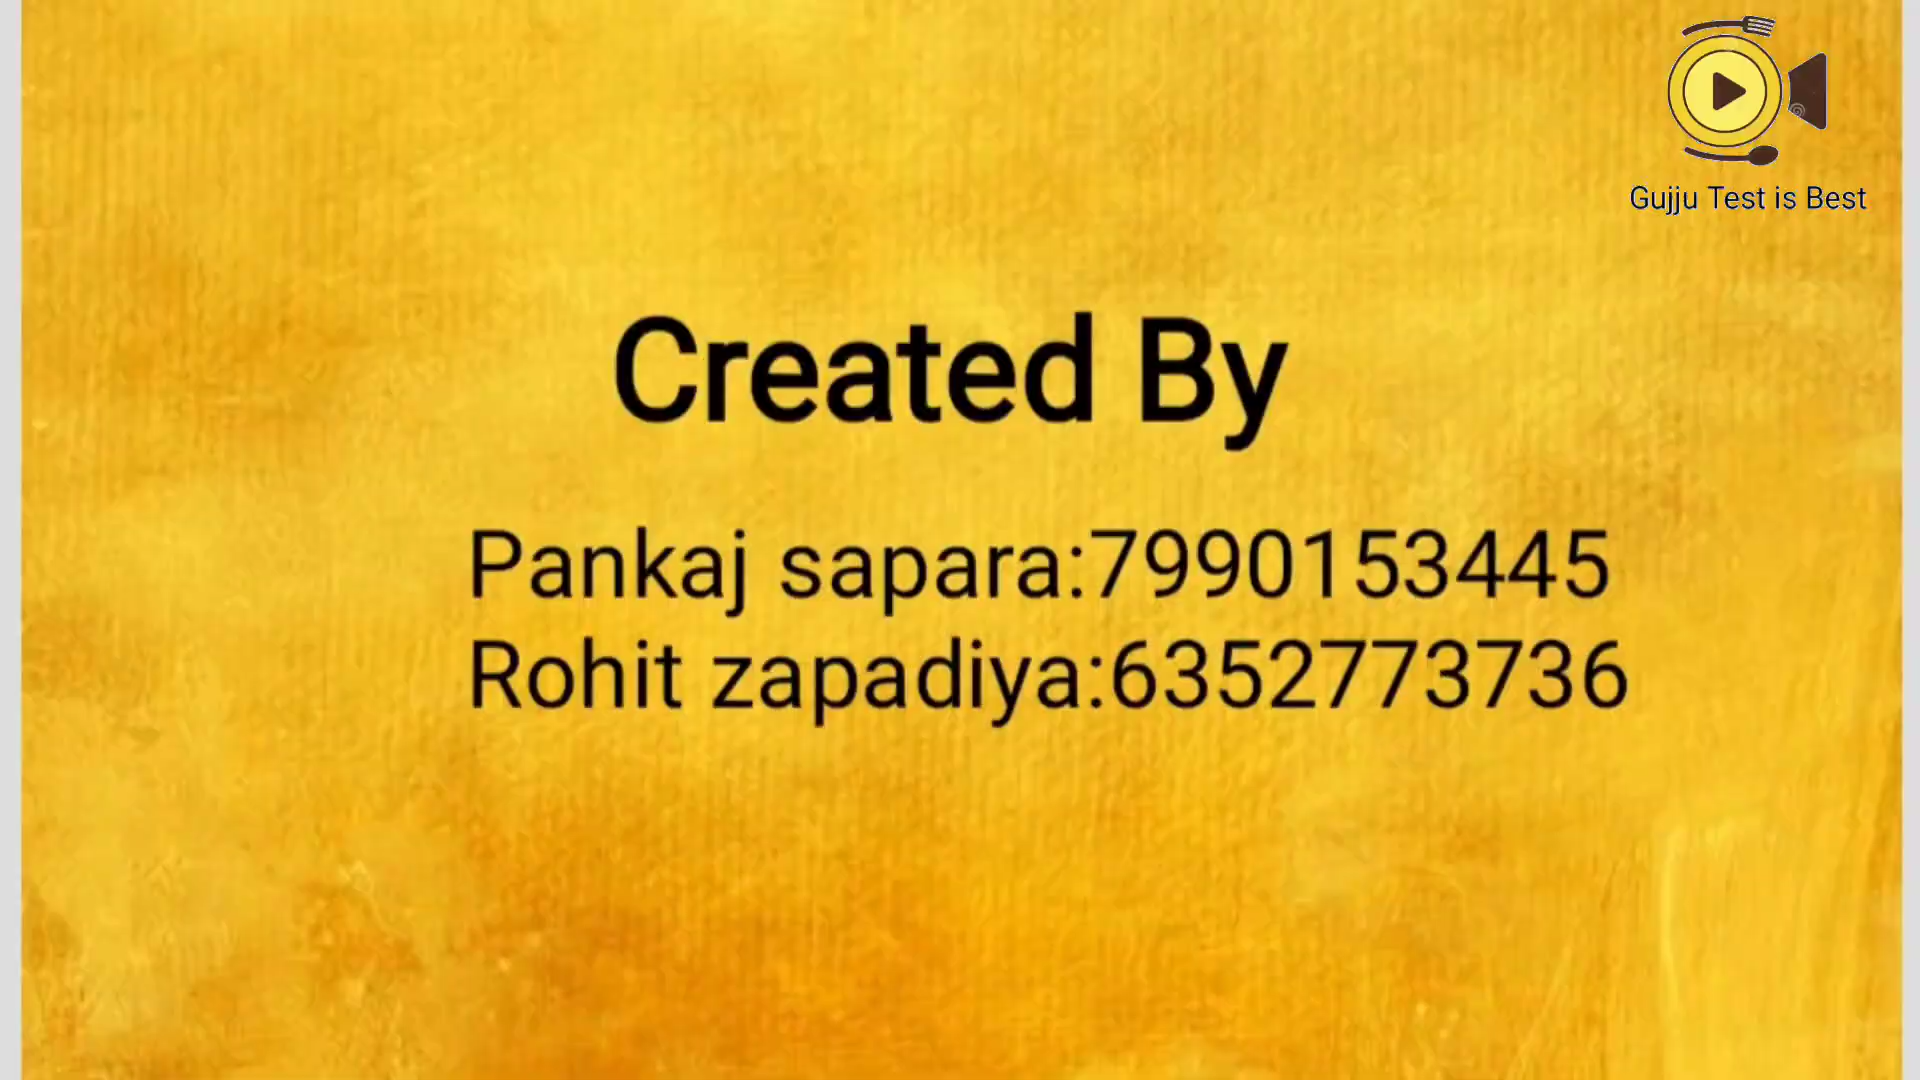 Gujju Test is Best
Created By
Pankaj sapara:7990153445
Rohit zapadiya:6352773736